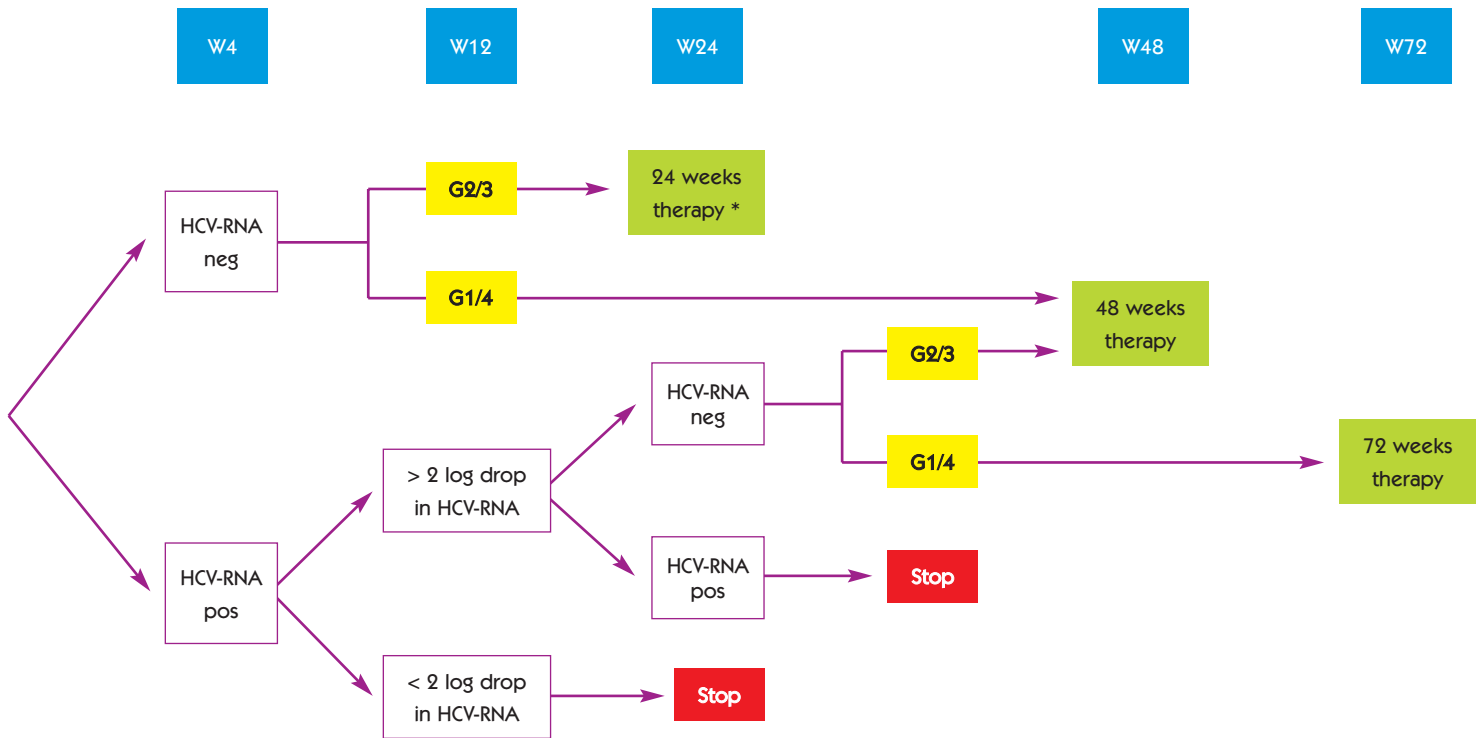 W4
W12
W24
W48
W72
HCV-RNA
neg
G2/3
24 weeks
therapy *
G1/4
48 weeks
therapy
HCV-RNA
neg
G2/3
G1/4
72 weeks
therapy
> 2 log drop
in HCV-RNA
HCV-RNA
pos
HCV-RNA
pos
Stop
< 2 log drop
in HCV-RNA
Stop